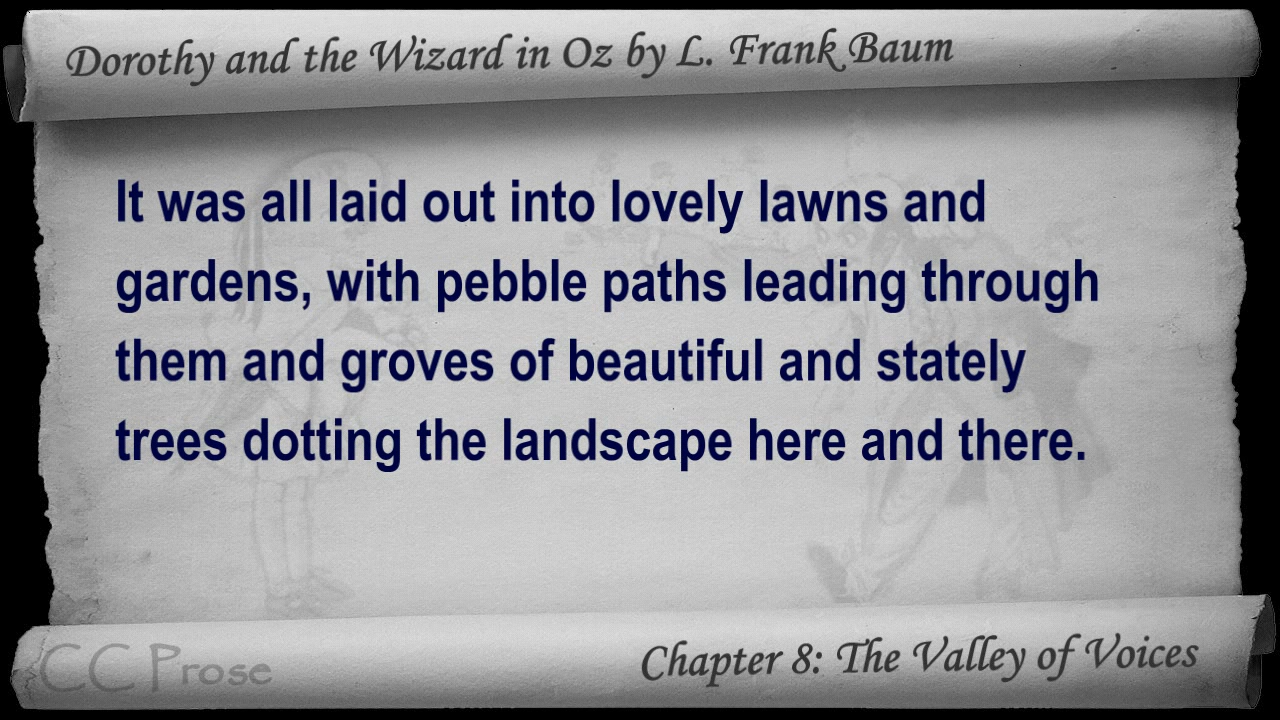 Dorothy and the Wizard in Oz by L. Frank Baum
It was all laid out into lovely lawns and
gardens, with pebble paths leading through
them and groves of beautiful and stately
trees dotting the landscape here and there.
CC Prose
Chapter 8: The Valley of Voices